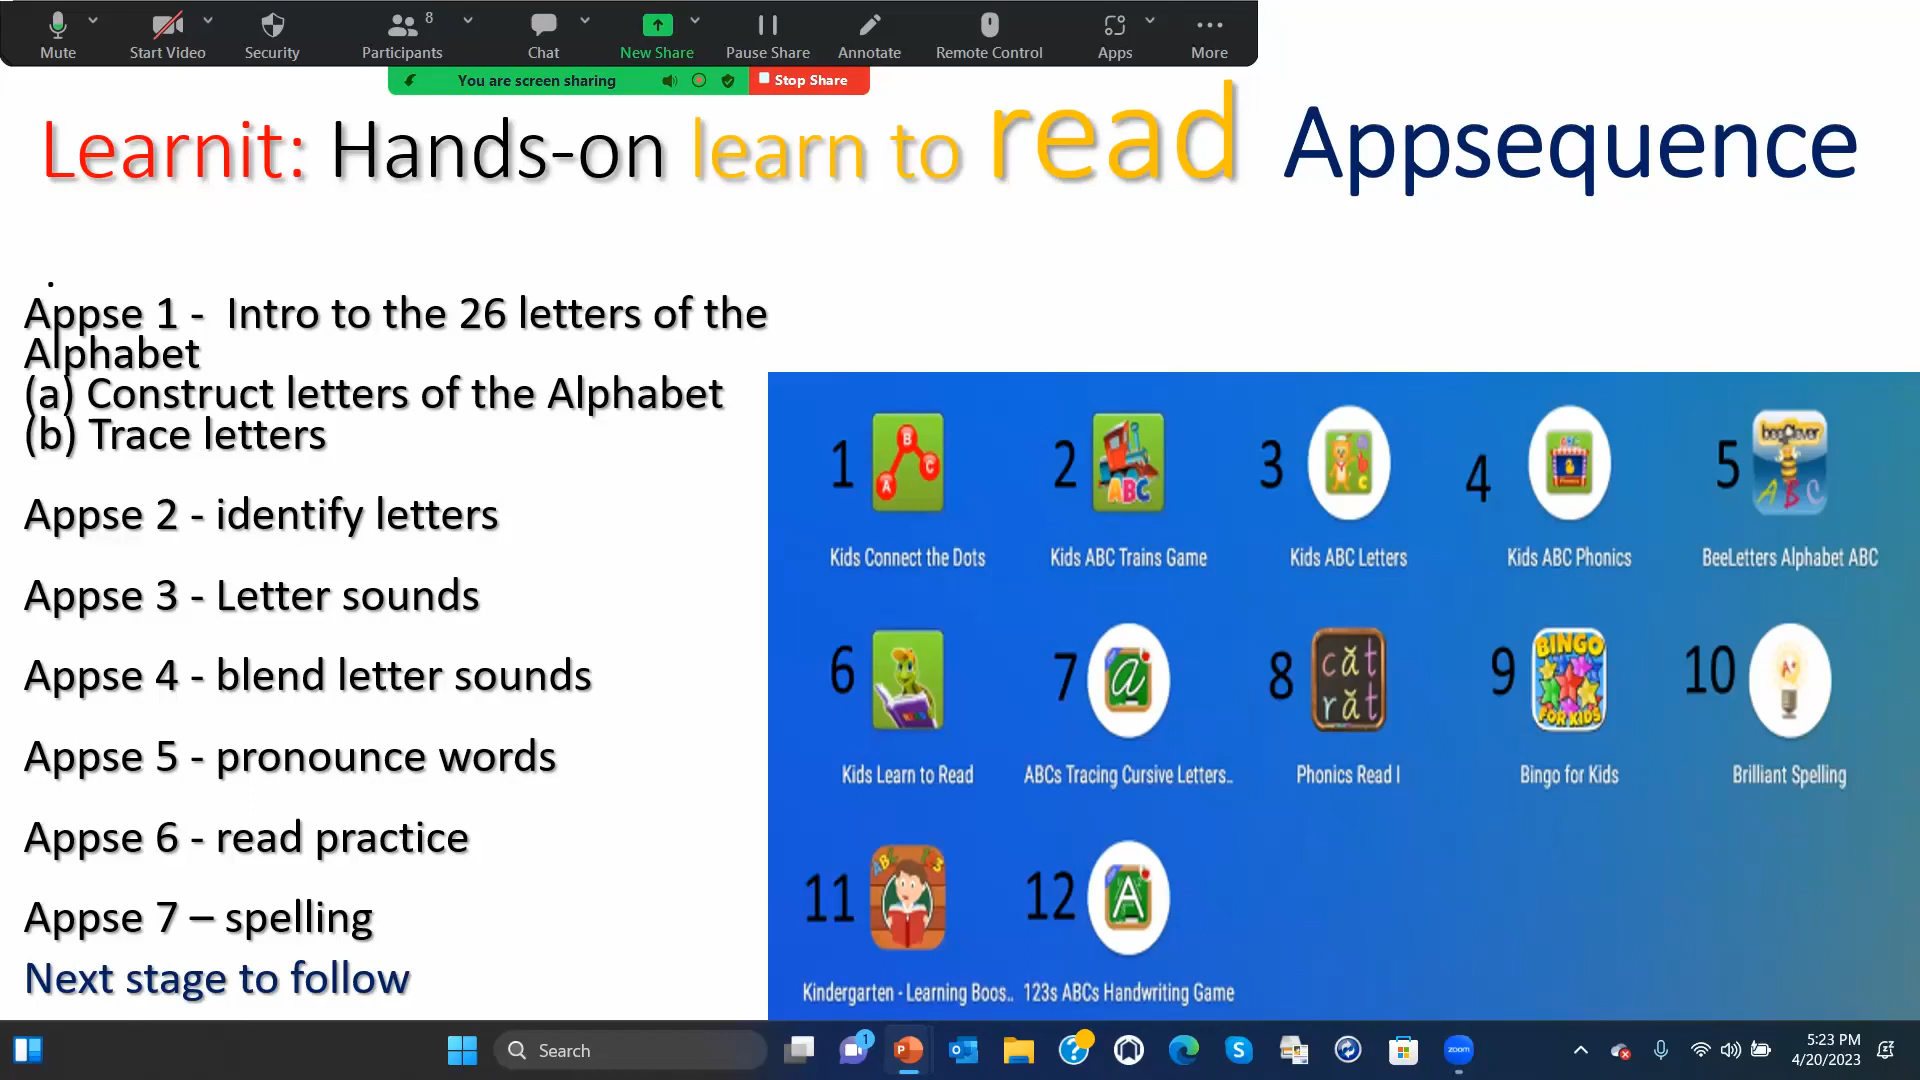 Mute
Start Video
Security
Participants 8
Chat
New Share
Pause Share
Annotate
Remote Control
Apps
More
You are screen sharing
Stop Share
Learnit: Hands-on learn to read Appsequence
.
Appse 1 - Intro to the 26 letters of the
Alphabet
(a) Construct letters of the Alphabet
(b) Trace letters
Appse 2 - identify letters
Appse 3 - Letter sounds
Appse 4 - blend letter sounds
Appse 5 - pronounce words
Appse 6 - read practice
Appse 7 – spelling
Next stage to follow
1
A B C
Kids Connect the Dots
2
ABC
Kids ABC Trains Game
3
C
Kids ABC Letters
4
Kids ABC Phonics
5
beeClever
A B C
BeeLetters Alphabet ABC
6
Kids Learn to Read
7
a
ABCs Tracing Cursive Letters..
8
căt
răt
Phonics Read I
9
BINGO
FOR KIDS
Bingo for Kids
10
A+
Brilliant Spelling
11
Kindergarten - Learning Boos..
12
A
123s ABCs Handwriting Game
Search
1
zoom
5:23 PM
4/20/2023